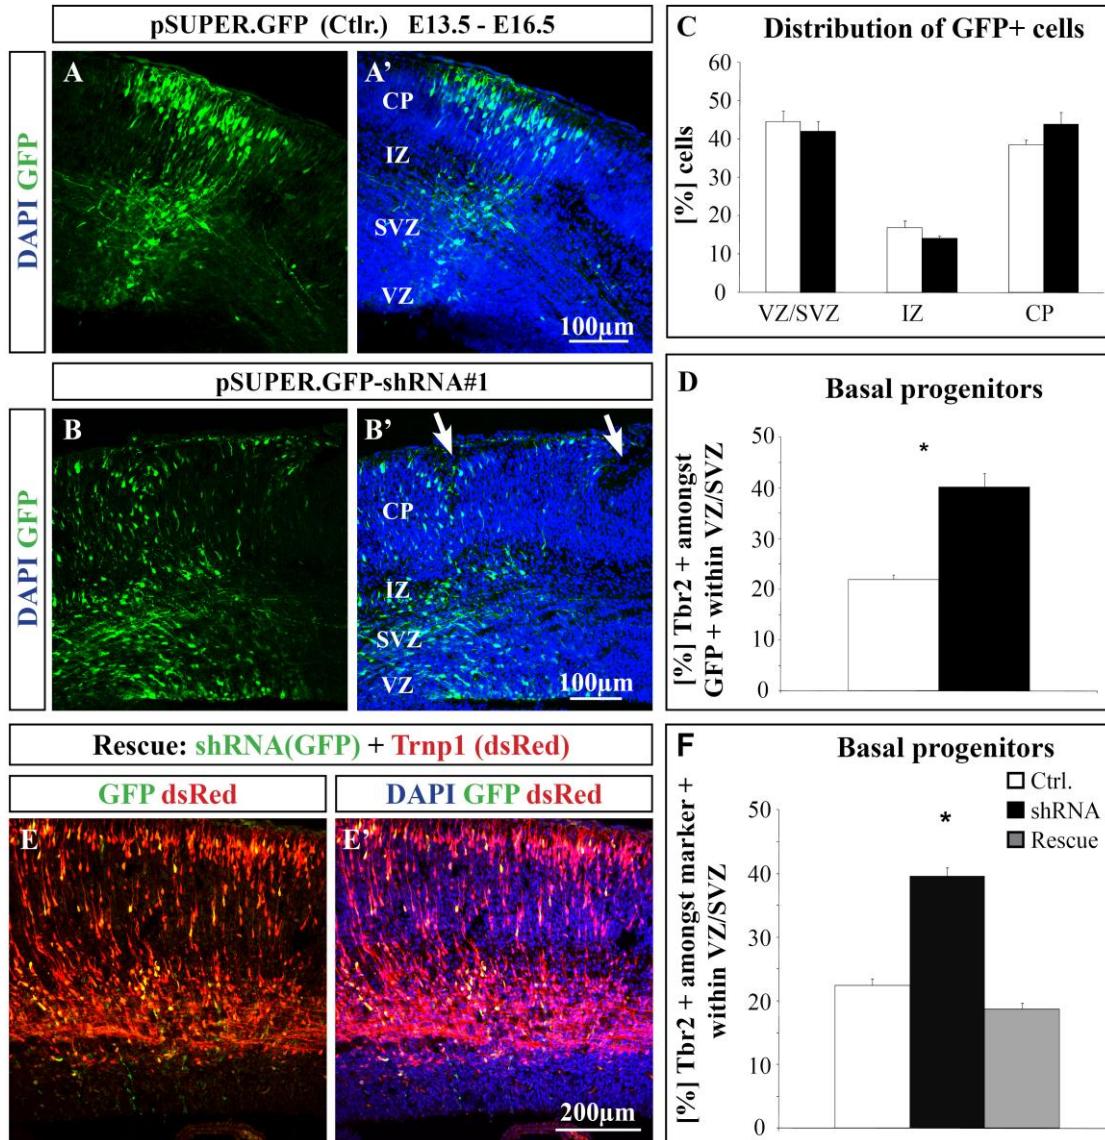 pSUPER.GFP (Ctlr.) E13.5 - E16.5
DAPI GFP
A
A'
CP
IZ
SVZ
VZ
100µm
pSUPER.GFP-shRNA#1
DAPI GFP
B
B'
CP
IZ
SVZ
VZ
100µm
Rescue: shRNA(GFP) + Trnp1 (dsRed)
GFP dsRed
DAPI GFP dsRed
E
E'
200µm
C
Distribution of GFP+ cells
[%] cells
60
50
40
30
20
10
0
VZ/SVZ
IZ
CP
D
Basal progenitors
[%] Tbr2 + amongst
GFP + within VZ/SVZ
50
40
30
20
10
0
*
F
Basal progenitors
Ctrl.
shRNA
Rescue
[%] Tbr2 + amongst marker +
within VZ/SVZ
50
40
30
20
10
0
*